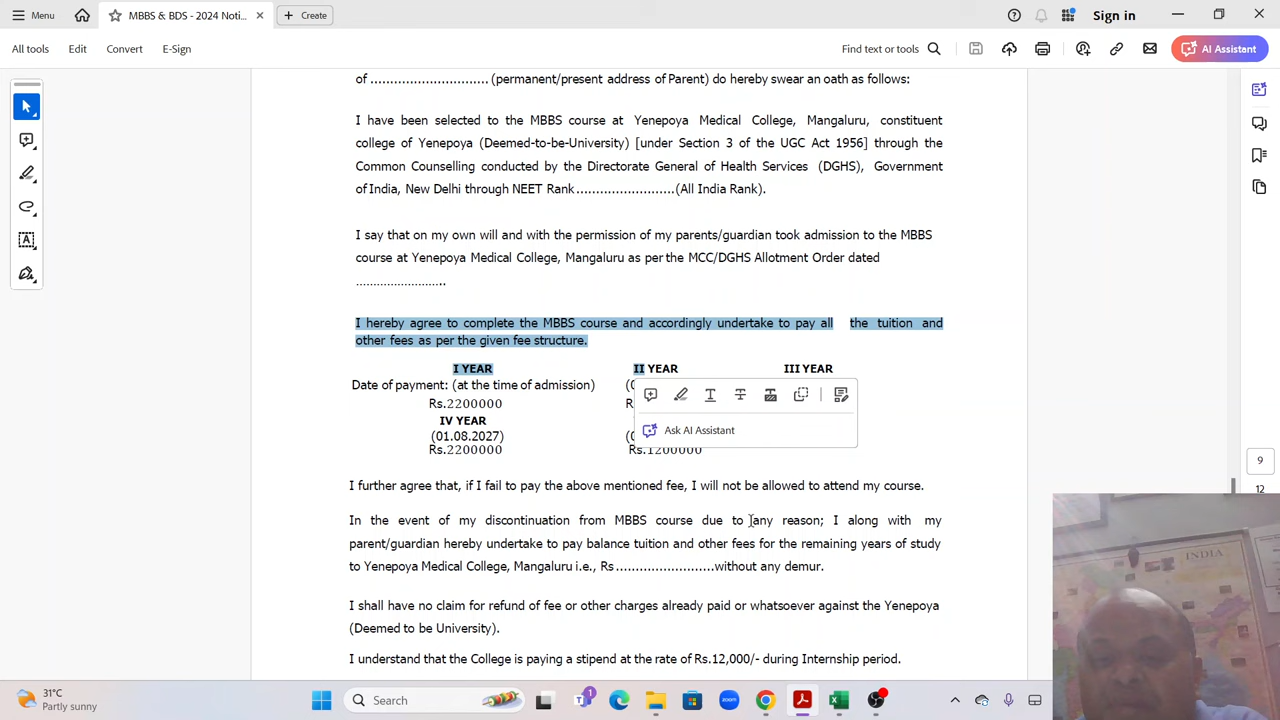 Menu
MBBS & BDS - 2024 Noti...
Create
Sign in
All tools Edit Convert E-Sign
Find text or tools
AI Assistant
of ............................. (permanent/present address of Parent) do hereby swear an oath as follows:
I have been selected to the MBBS course at Yenepoya Medical College, Mangaluru, constituent
college of Yenepoya (Deemed-to-be-University) [under Section 3 of the UGC Act 1956] through the
Common Counselling conducted by the Directorate General of Health Services (DGHS), Government
of India, New Delhi through NEET Rank .........................(All India Rank).
I say that on my own will and with the permission of my parents/guardian took admission to the MBBS
course at Yenepoya Medical College, Mangaluru as per the MCC/DGHS Allotment Order dated
..........................
I hereby agree to complete the MBBS course and accordingly undertake to pay all the tuition and
other fees as per the given fee structure.
I YEAR II YEAR III YEAR
Date of payment: (at the time of admission)
Rs.2200000
IV YEAR
(01.08.2027)
Rs.2200000 Rs.1200000
Ask AI Assistant
I further agree that, if I fail to pay the above mentioned fee, I will not be allowed to attend my course.
In the event of my discontinuation from MBBS course due to any reason; I along with my
parent/guardian hereby undertake to pay balance tuition and other fees for the remaining years of study
to Yenepoya Medical College, Mangaluru i.e., Rs .........................without any demur.
I shall have no claim for refund of fee or other charges already paid or whatsoever against the Yenepoya
(Deemed to be University).
I understand that the College is paying a stipend at the rate of Rs.12,000/- during Internship period.
9
12
INDIA
31°C
Partly sunny
Search
zoom
1